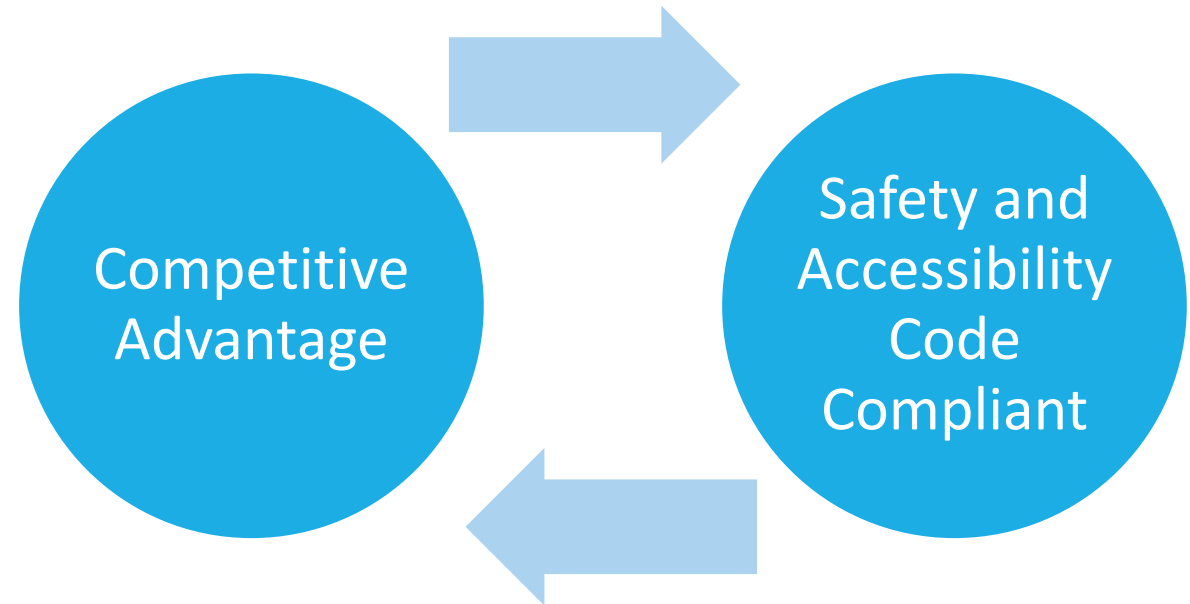 Competitive
Advantage
Safety and
Accessibility
Code
Compliant